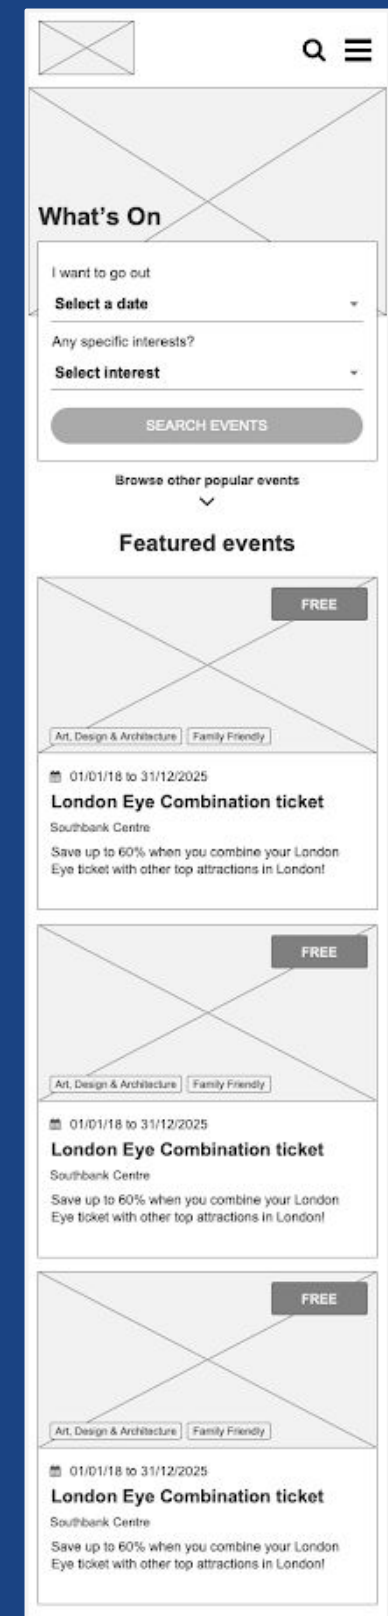 What's On
I want to go out
Select a date
Any specific interests?
Select interest
SEARCH EVENTS
Browse other popular events
Featured events
FREE
Art, Design & Architecture Family Friendly
01/01/18 to 31/12/2025
London Eye Combination ticket
Southbank Centre
Save up to 60% when you combine your London
Eye ticket with other top attractions in London!
FREE
Art, Design & Architecture Family Friendly
01/01/18 to 31/12/2025
London Eye Combination ticket
Southbank Centre
Save up to 60% when you combine your London
Eye ticket with other top attractions in London!
FREE
Art, Design & Architecture Family Friendly
01/01/18 to 31/12/2025
London Eye Combination ticket
Southbank Centre
Save up to 60% when you combine your London
Eye ticket with other top attractions in London!